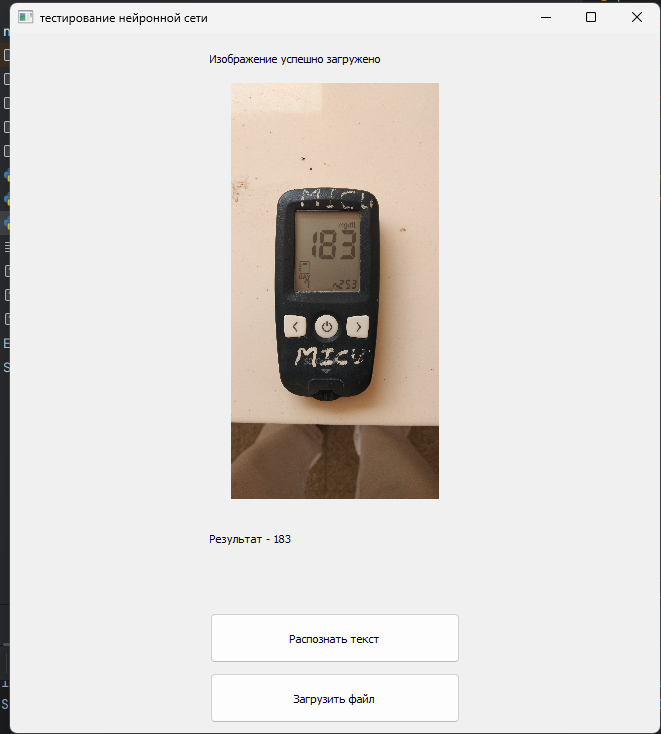 тестирование нейронной сети
Изображение успешно загружено
MICU
mg/dL
183
253
MICU
Результат - 183
Распознать текст
Загрузить файл